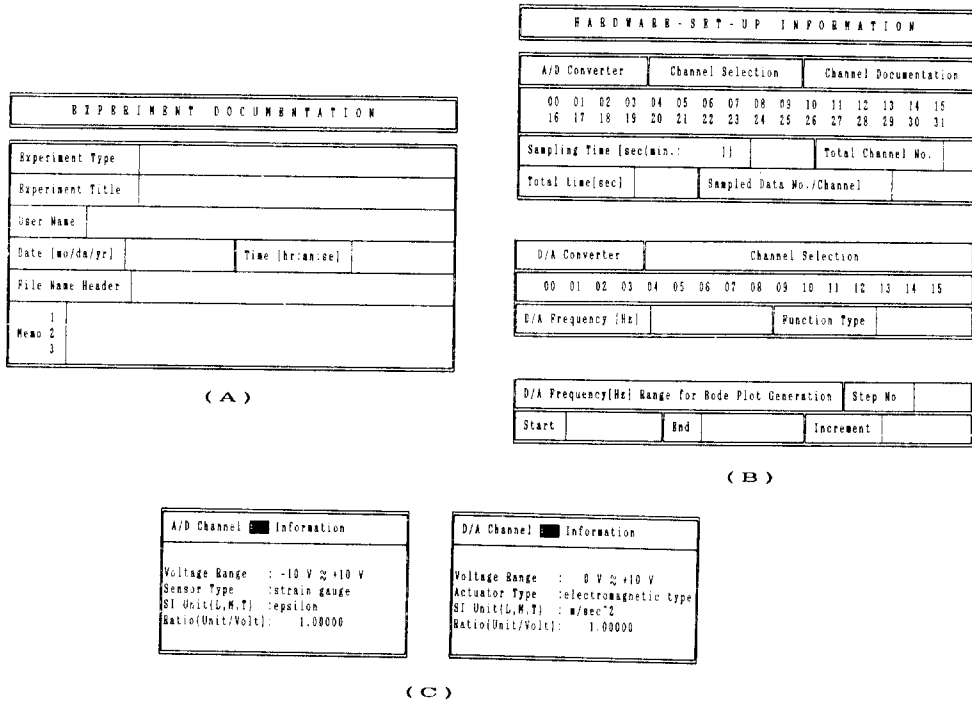 EXPERIMENT DOCUMENTATION
Experiment Type
Experiment Title
User Name
Date [mo/da/yr] Time [hr:mn:se]
File Name Header
1
Memo 2
3
(A)
HARDWARE-SET-UP INFORMATION
A/D Converter Channel Selection Channel Documentation
00 01 02 03 04 05 06 07 08 09 10 11 12 13 14 15
16 17 18 19 20 21 22 23 24 25 26 27 28 29 30 31
Sampling Time [sec(min.: )] Total Channel No.
Total time[sec] Sampled Data No./Channel
D/A Converter Channel Selection
00 01 02 03 04 05 06 07 08 09 10 11 12 13 14 15
D/A Frequency [Hz] Function Type
D/A Frequency[Hz] Range for Bode Plot Generation Step No
Start End Increment
(B)
A/D Channel Information
Voltage Range : -10 V ≈ +10 V
Sensor Type :strain gauge
SI Unit(L,M,T) :epsilon
Ratio(Unit/Volt): 1.00000
D/A Channel Information
Voltage Range : 0 V ≈ +10 V
Actuator Type :electromagnetic type
SI Unit(L,M,T) : m/sec^2
Ratio(Unit/Volt): 1.00000
(C)